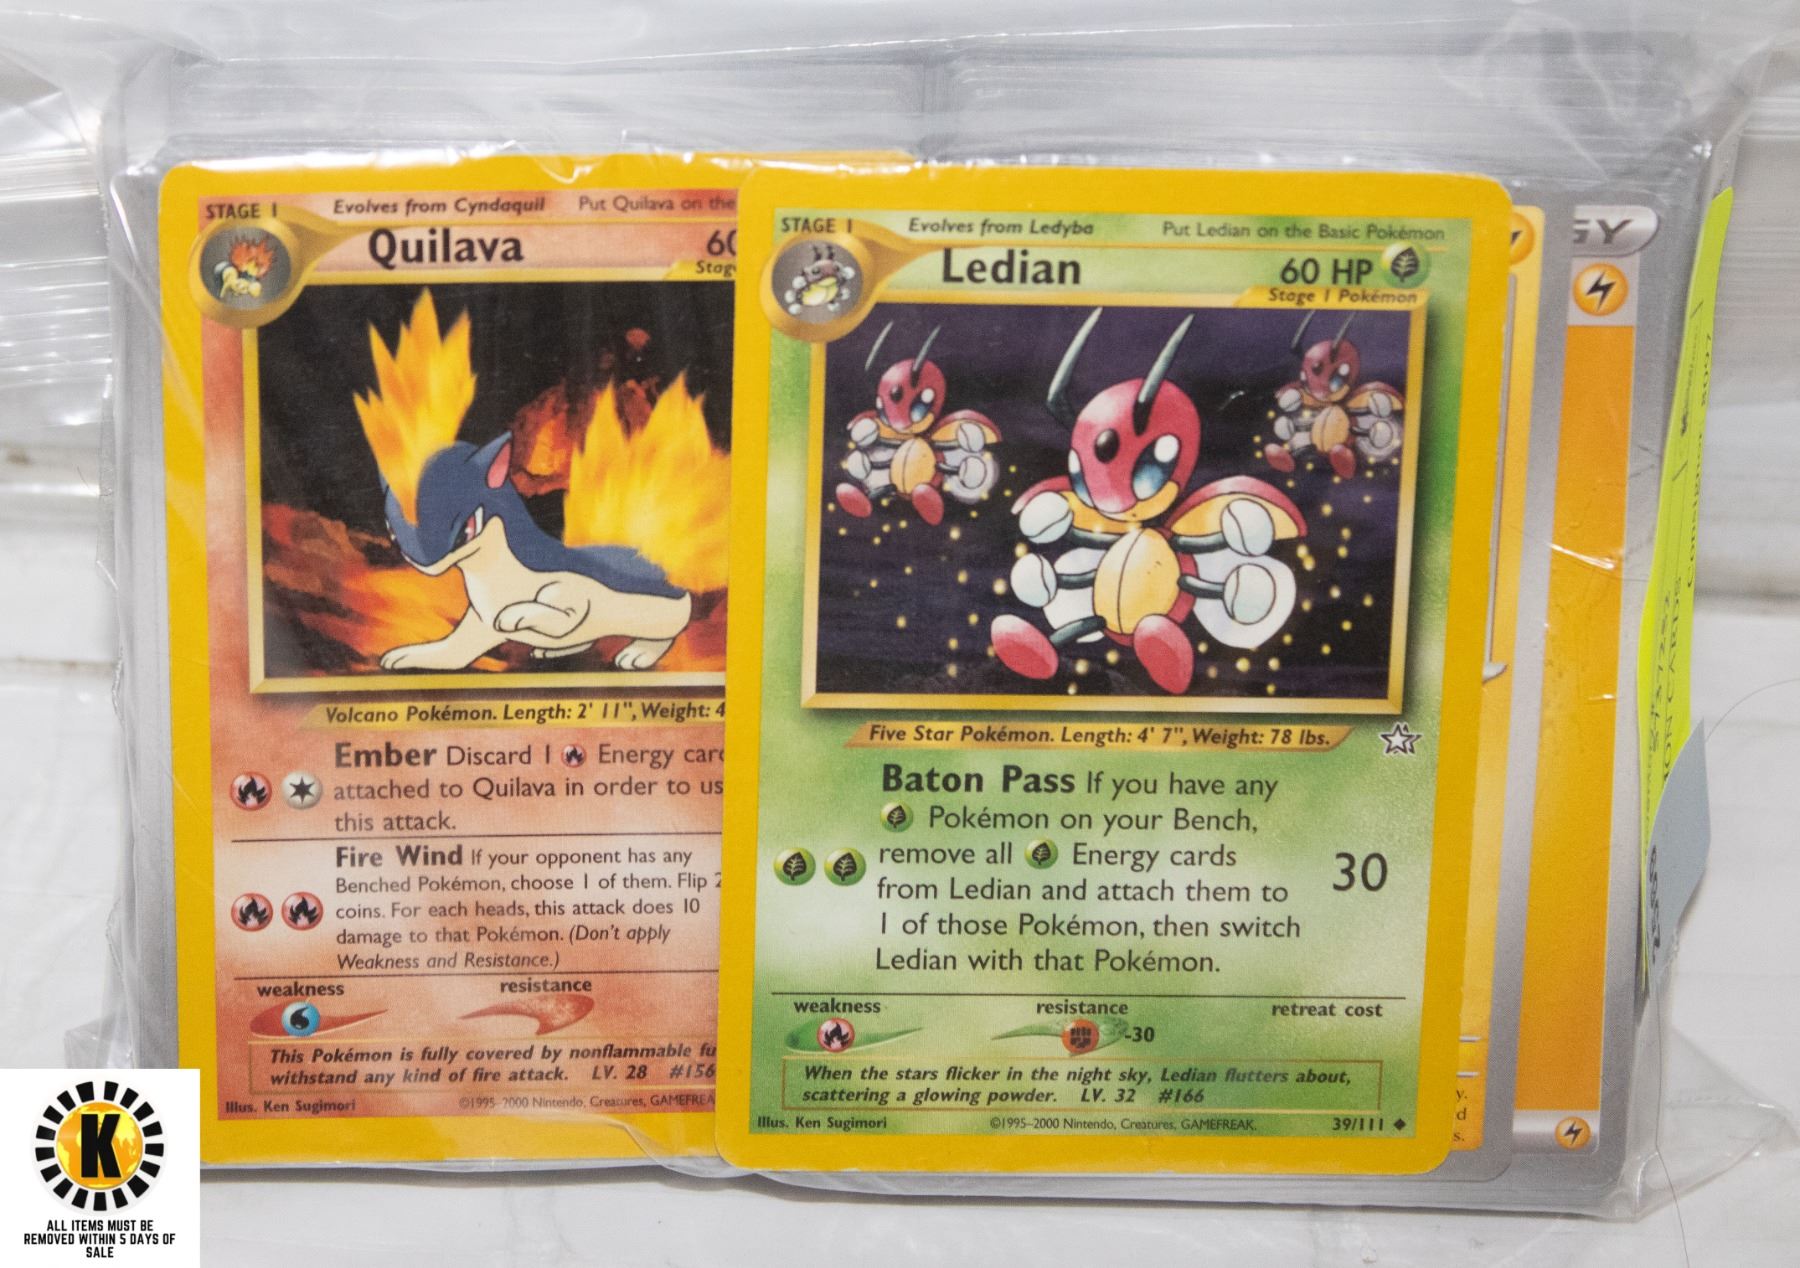 STAGE 1 Evolves from Cyndaquil Put Quilava on the
Quilava 60
Stag
Volcano Pokémon. Length: 2' 11", Weight: 4
Ember Discard 1 Energy card
attached to Quilava in order to us
this attack.
Fire Wind If your opponent has any
Benched Pokémon, choose 1 of them. Flip 2
coins. For each heads, this attack does 10
damage to that Pokémon. (Don't apply
Weakness and Resistance.)
weakness resistance
This Pokémon is fully covered by nonflammable fu
withstand any kind of fire attack. LV. 28 #156
Illus. Ken Sugimori ©1995-2000 Nintendo, Creatures, GAMEFREA
STAGE 1 Evolves from Ledyba Put Ledian on the Basic Pokémon
Ledian 60 HP
Stage 1 Pokémon
Five Star Pokémon. Length: 4' 7", Weight: 78 lbs.
Baton Pass If you have any
Pokémon on your Bench,
remove all Energy cards
from Ledian and attach them to
1 of those Pokémon, then switch
Ledian with that Pokémon.
30
weakness resistance retreat cost
-30
When the stars flicker in the night sky, Ledian flutters about,
scattering a glowing powder. LV. 32 #166
Illus. Ken Sugimori ©1995-2000 Nintendo, Creatures, GAMEFREAK. 39/111
GY
y.
d
s.
K
ALL ITEMS MUST BE
REMOVED WITHIN 5 DAYS OF
SALE